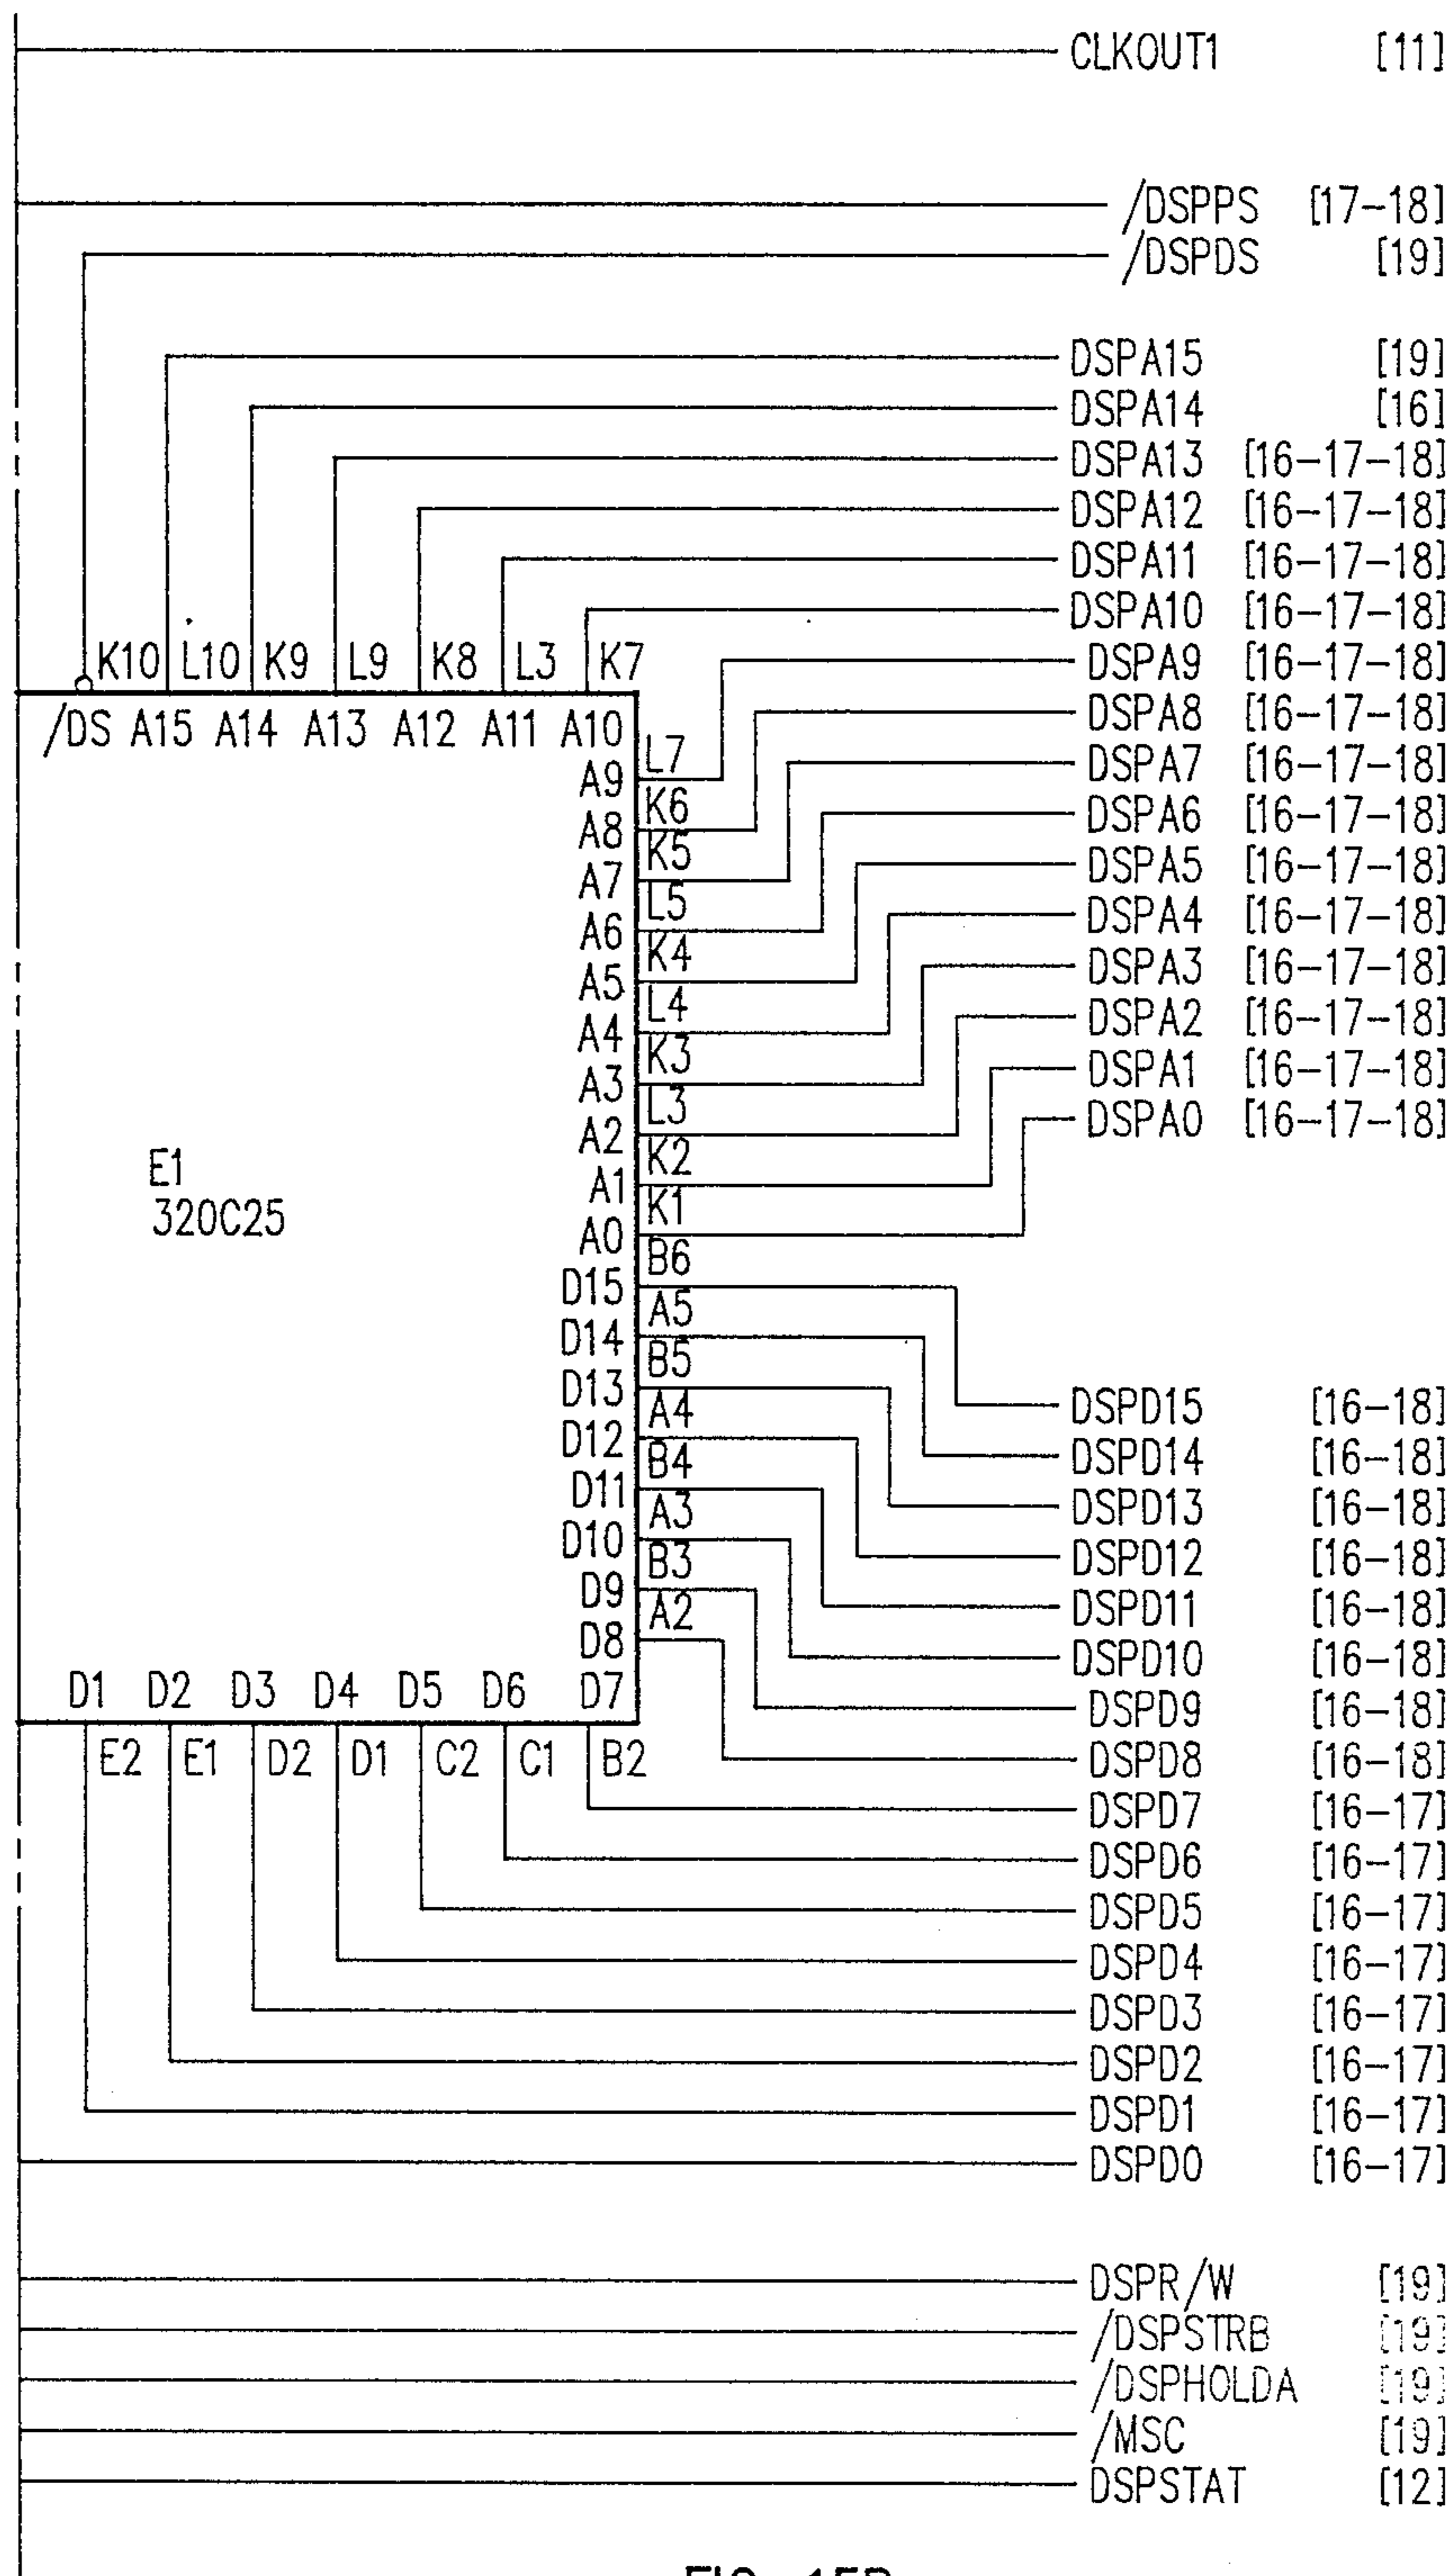 CLKOUT1 [11]
/DSPPS [17-18]
/DSPDS [19]
DSPA15 [19]
DSPA14 [16]
DSPA13 [16-17-18]
DSPA12 [16-17-18]
DSPA11 [16-17-18]
DSPA10 [16-17-18]
K10 L10 K9 L9 K8 L3 K7
DSPA9 [16-17-18]
/DS A15 A14 A13 A12 A11 A10
DSPA8 [16-17-18]
L7
DSPA7 [16-17-18]
A9
K6
DSPA6 [16-17-18]
A8
K5
DSPA5 [16-17-18]
A7
L5
DSPA4 [16-17-18]
A6
K4
DSPA3 [16-17-18]
A5
L4
DSPA2 [16-17-18]
A4
K3
DSPA1 [16-17-18]
A3
L3
DSPA0 [16-17-18]
A2
K2
E1
A1
K1
320C25
A0
B6
D15
A5
D14
B5
D13
A4
DSPD15 [16-18]
D12
B4
DSPD14 [16-18]
D11
A3
DSPD13 [16-18]
D10
B3
DSPD12 [16-18]
D9
A2
DSPD11 [16-18]
D8
DSPD10 [16-18]
D1 D2 D3 D4 D5 D6 D7
DSPD9 [16-18]
E2 E1 D2 D1 C2 C1 B2
DSPD8 [16-18]
DSPD7 [16-17]
DSPD6 [16-17]
DSPD5 [16-17]
DSPD4 [16-17]
DSPD3 [16-17]
DSPD2 [16-17]
DSPD1 [16-17]
DSPD0 [16-17]
DSPR/W [19]
/DSPSTRB [19]
/DSPHOLDA [19]
/MSC [19]
DSPSTAT [12]